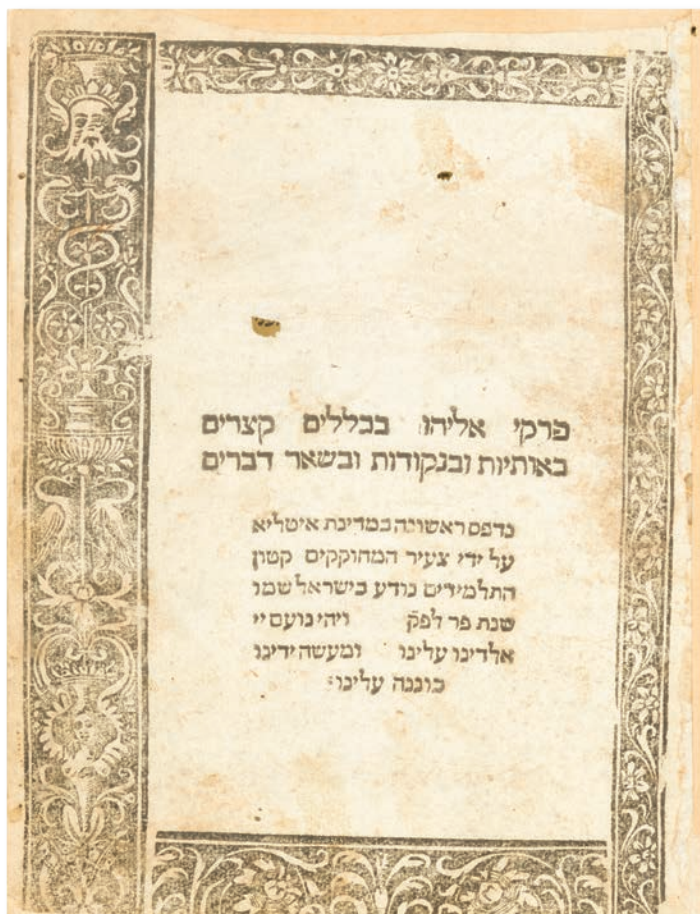 פרקי אליהו בכללים קצרים
באותיות ובנקודות ובשאר דברים
נדפס ראשונה במדינת איטליא
על ידי צעיר המחוקקים קטון
התלמידים נודע בישראל שמו
שנת פר לפק ויהי נועם יי
אלדינו עלינו ומעשה ידינו
כוננה עלינו: